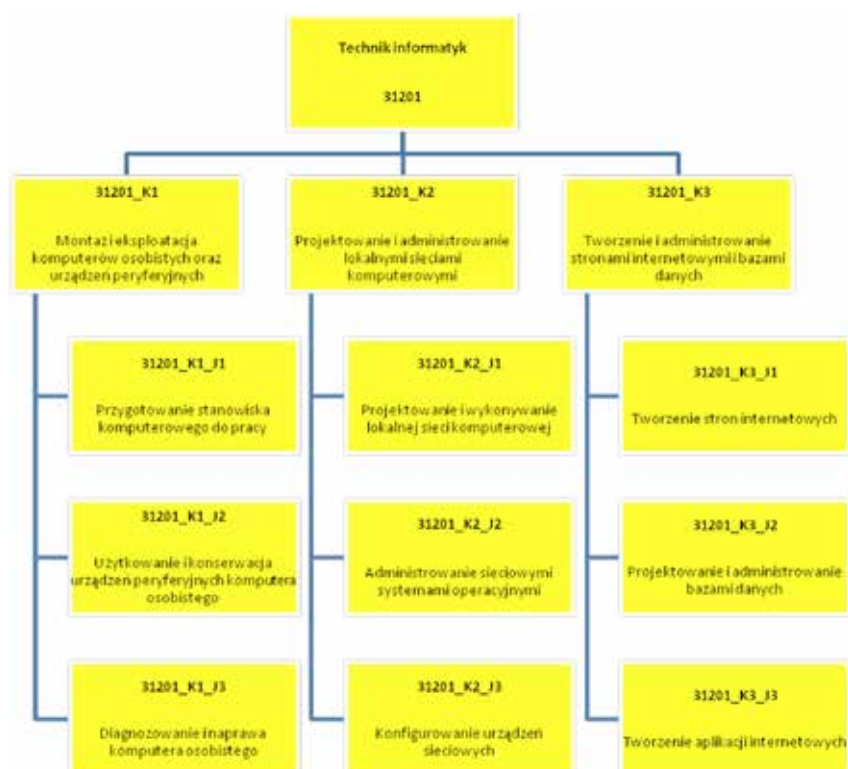 Technik informatyk
31201
31201_K1
Montaż i eksploatacja
komputerów osobistych oraz
urządzeń peryferyjnych
31201_K2
Projektowanie i administrowanie
lokalnymi sieciami
komputerowymi
31201_K3
Tworzenie i administrowanie
stronami internetowymi i bazami
danych
31201_K1_J1
Przygotowanie stanowiska
komputerowego do pracy
31201_K2_J1
Projektowanie i wykonywanie
lokalnej sieci komputerowej
31201_K3_J1
Tworzenie stron internetowych
31201_K1_J2
Użytkowanie i konserwacja
urządzeń peryferyjnych komputera
osobistego
31201_K2_J2
Administrowanie sieciowymi
systemami operacyjnymi
31201_K3_J2
Projektowanie i administrowanie
bazami danych
31201_K1_J3
Diagnozowanie i naprawa
komputera osobistego
31201_K2_J3
Konfigurowanie urządzeń
sieciowych
31201_K3_J3
Tworzenie aplikacji internetowych